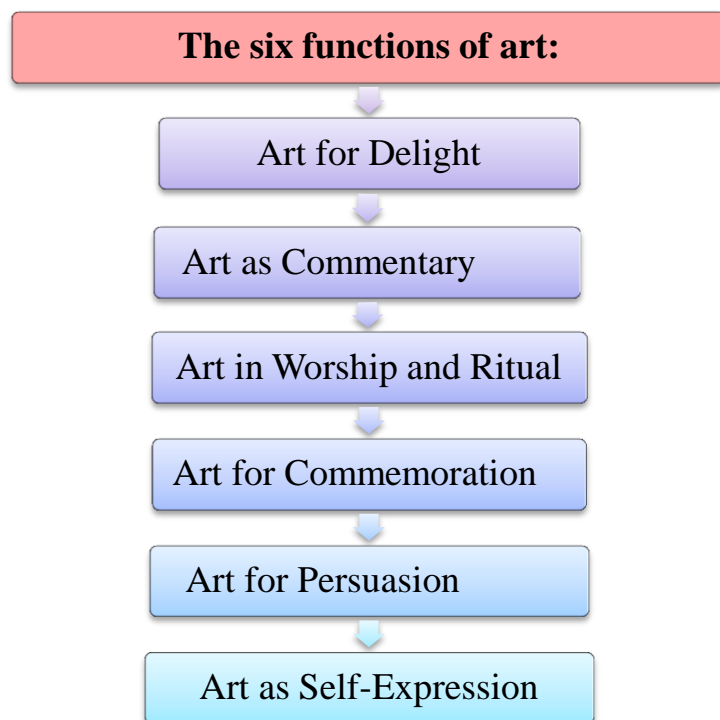 The six functions of art:
Art for Delight
Art as Commentary
Art in Worship and Ritual
Art for Commemoration
Art for Persuasion
Art as Self-Expression